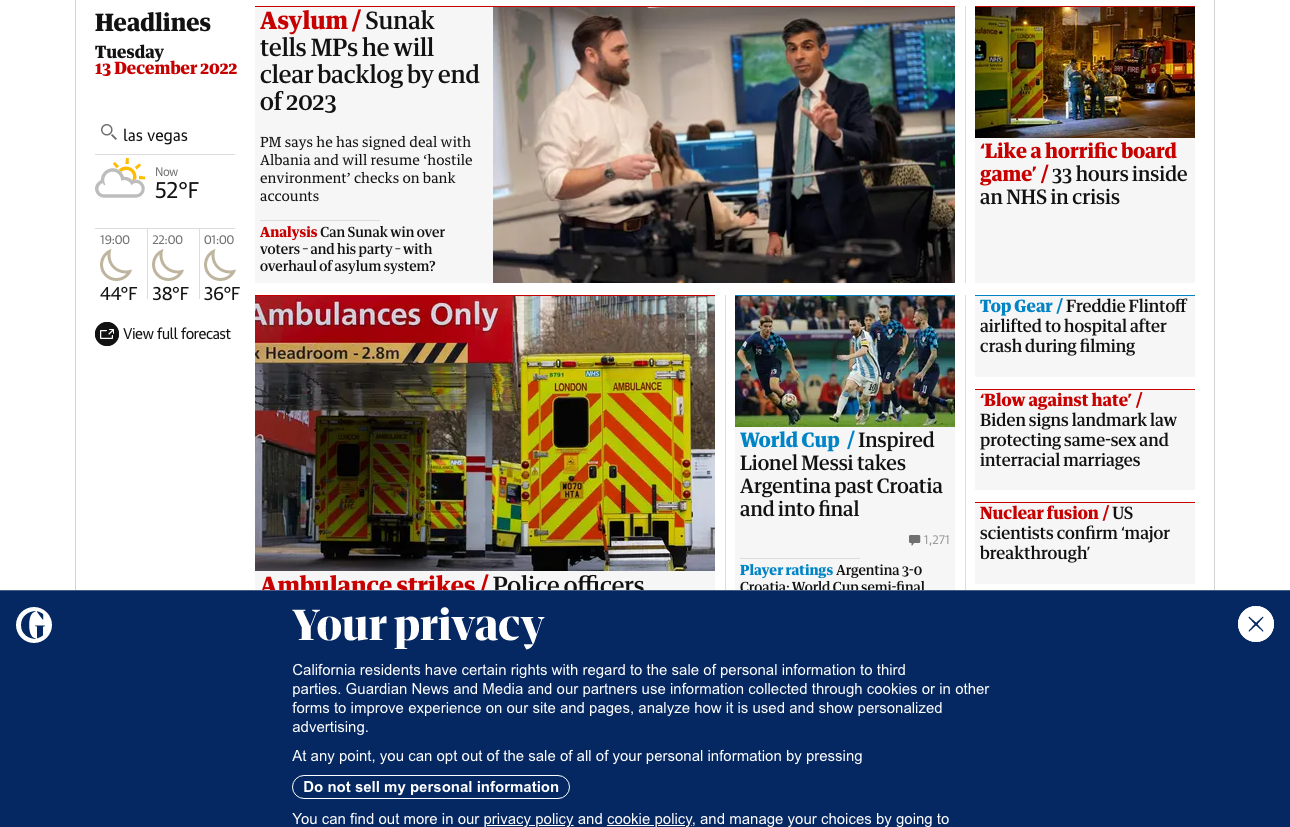 Headlines
Tuesday
13 December 2022
las vegas
Now
52°F
19:00
44°F
22:00
38°F
01:00
36°F
View full forecast
Asylum / Sunak
tells MPs he will
clear backlog by end
of 2023
PM says he has signed deal with
Albania and will resume ‘hostile
environment’ checks on bank
accounts
Analysis Can Sunak win over
voters – and his party – with
overhaul of asylum system?
‘Like a horrific board
game’ / 33 hours inside
an NHS in crisis
Ambulances Only
x Headroom - 2.8m
8791
NHS
LONDON AMBULANCE
WO70
HTA
Ambulance strikes / Police officers
World Cup / Inspired
Lionel Messi takes
Argentina past Croatia
and into final
1,271
Player ratings Argentina 3-0
Croatia: World Cup semi-final
Top Gear / Freddie Flintoff
airlifted to hospital after
crash during filming
‘Blow against hate’ /
Biden signs landmark law
protecting same-sex and
interracial marriages
Nuclear fusion / US
scientists confirm ‘major
breakthrough’
Your privacy
California residents have certain rights with regard to the sale of personal information to third
parties. Guardian News and Media and our partners use information collected through cookies or in other
forms to improve experience on our site and pages, analyze how it is used and show personalized
advertising.
At any point, you can opt out of the sale of all of your personal information by pressing
Do not sell my personal information
You can find out more in our privacy policy and cookie policy, and manage your choices by going to